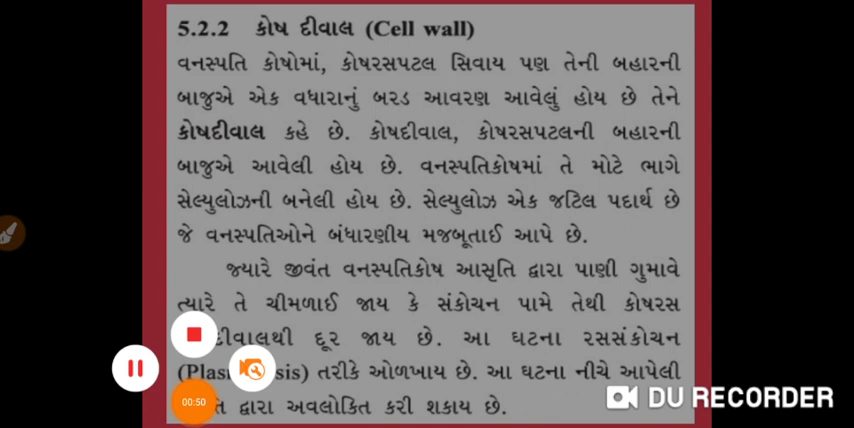 5.2.2 કોષ દીવાલ (Cell wall)
વનસ્પતિ કોષોમાં, કોષરસપટલ સિવાય પણ તેની બહારની
બાજુએ એક વધારાનું બરડ આવરણ આવેલું હોય છે તેને
કોષદીવાલ કહે છે. કોષદીવાલ, કોષરસપટલની બહારની
બાજુએ આવેલી હોય છે. વનસ્પતિકોષમાં તે મોટે ભાગે
સેલ્યુલોઝની બનેલી હોય છે. સેલ્યુલોઝ એક જટિલ પદાર્થ છે
જે વનસ્પતિઓને બંધારણીય મજબૂતાઈ આપે છે.
જ્યારે જીવંત વનસ્પતિકોષ આસૃતિ દ્વારા પાણી ગુમાવે
ત્યારે તે ચીમળાઈ જાય કે સંકોચન પામે તેથી કોષરસ
દીવાલથી દૂર જાય છે. આ ઘટના રસસંકોચન
તરીકે ઓળખાય છે. આ ઘટના નીચે આપેલી
દ્વારા અવલોકિત કરી શકાય છે.
00:50
DU RECORDER